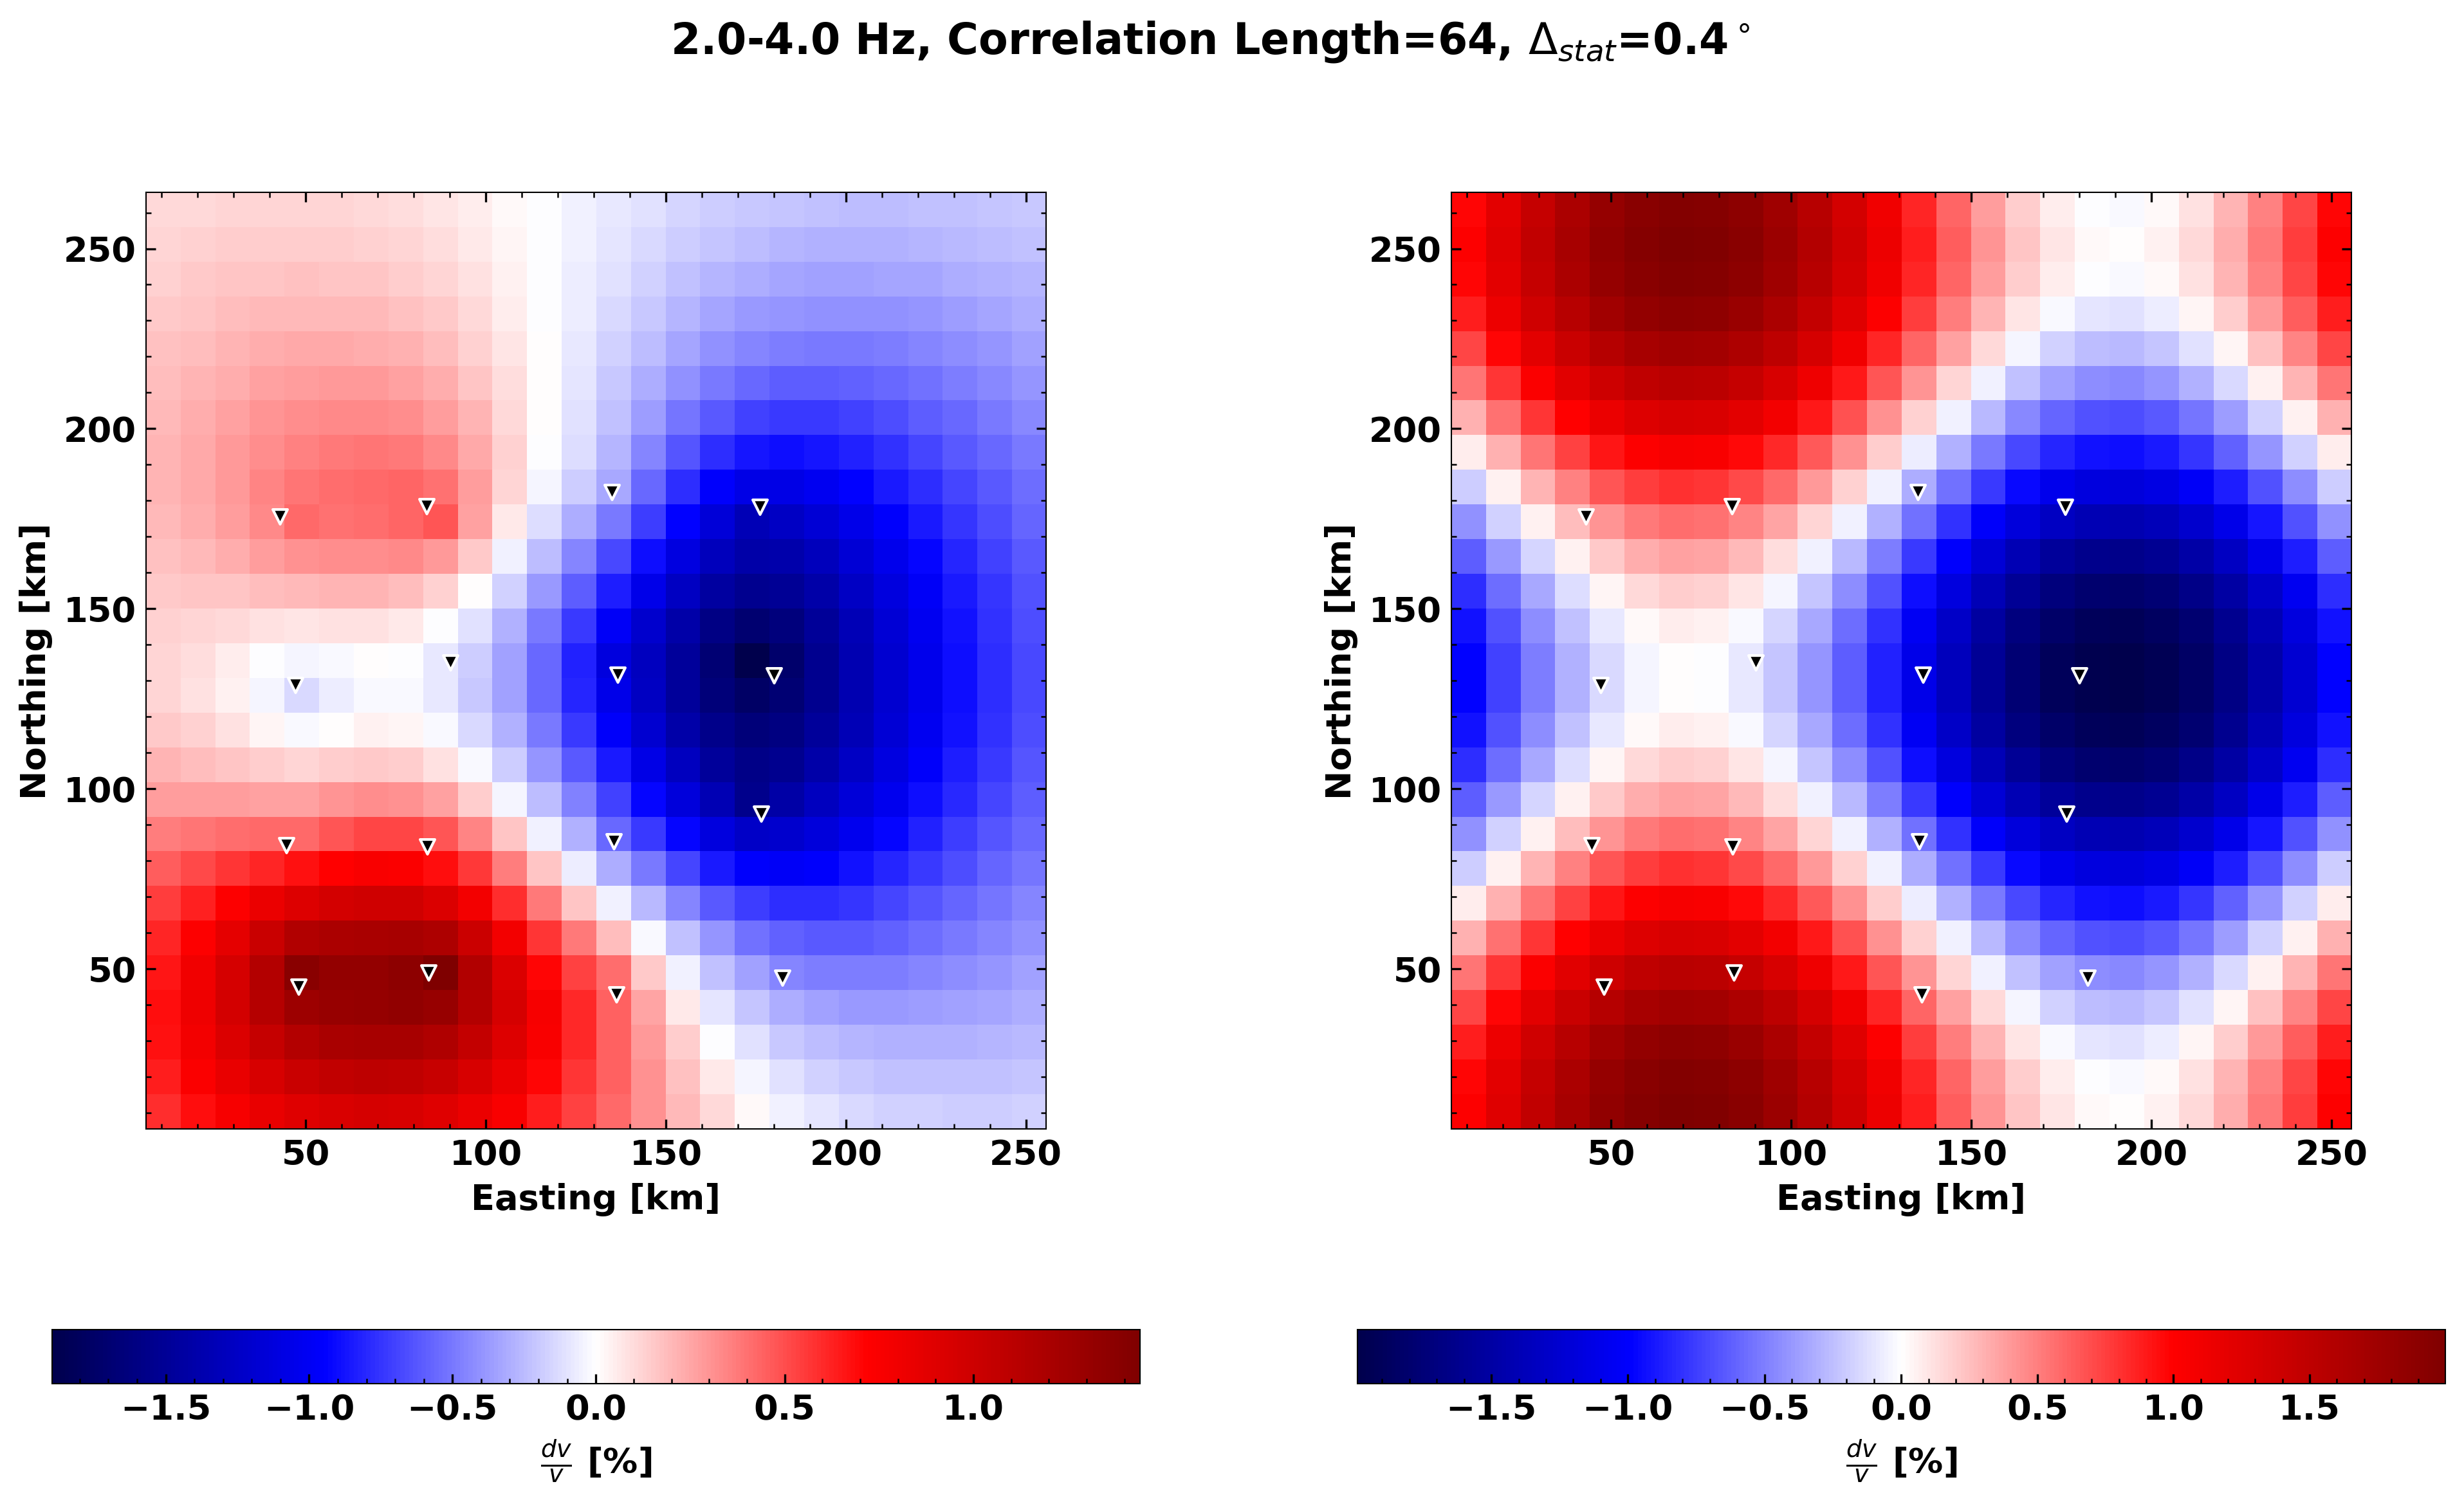 2.0-4.0 Hz, Correlation Length=64, Δ_stat=0.4°
250
200
150
100
50
Northing [km]
50 100 150 200 250
Easting [km]
250
200
150
100
50
Northing [km]
50 100 150 200 250
Easting [km]
−1.5 −1.0 −0.5 0.0 0.5 1.0
dv/v [%]
−1.5 −1.0 −0.5 0.0 0.5 1.0 1.5
dv/v [%]